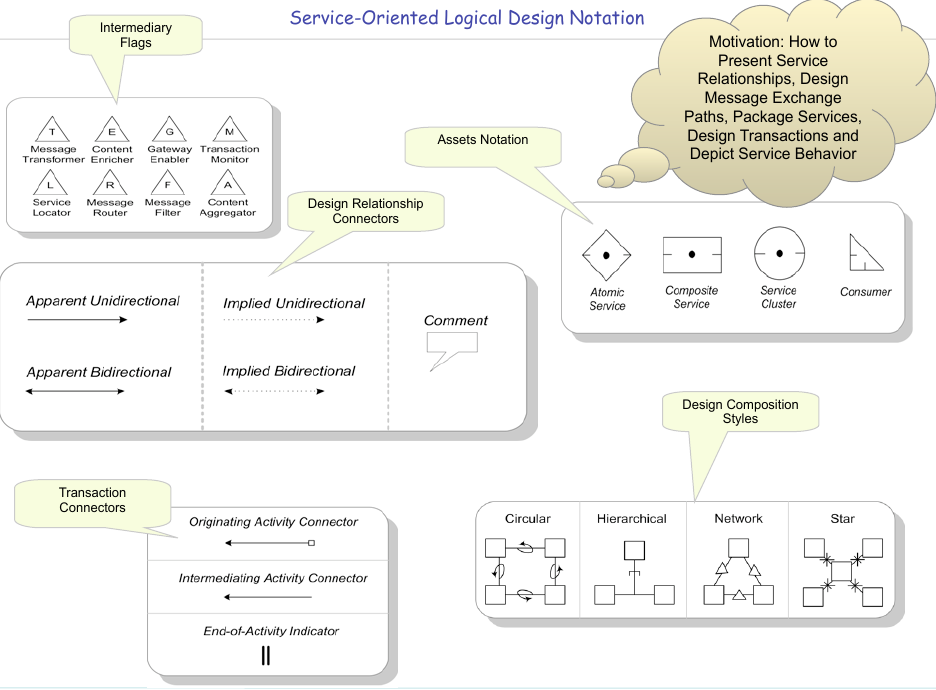 Service-Oriented Logical Design Notation
Intermediary
Flags
Motivation: How to
Present Service
Relationships, Design
Message Exchange
Paths, Package Services,
Design Transactions and
Depict Service Behavior
T
E
G
M
Message
Transformer
Content
Enricher
Gateway
Enabler
Transaction
Monitor
L
R
F
A
Service
Locator
Message
Router
Message
Filter
Content
Aggregator
Assets Notation
Atomic
Service
Composite
Service
Service
Cluster
Consumer
Design Relationship
Connectors
Apparent Unidirectional
Implied Unidirectional
Comment
Apparent Bidirectional
Implied Bidirectional
Design Composition
Styles
Circular
Hierarchical
Network
Star
Transaction
Connectors
Originating Activity Connector
Intermediating Activity Connector
End-of-Activity Indicator